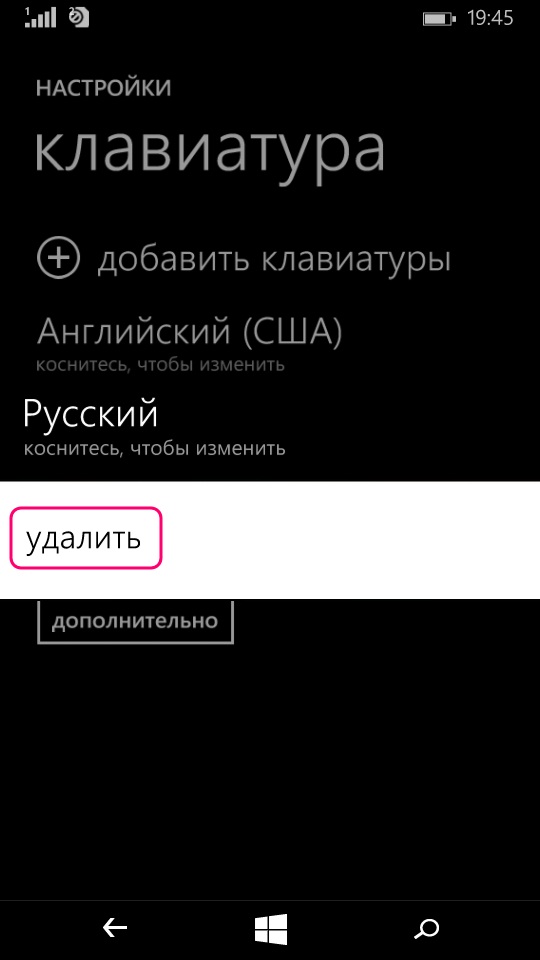 1
19:45
НАСТРОЙКИ
клавиатура
добавить клавиатуры
Английский (США)
коснитесь, чтобы изменить
Русский
коснитесь, чтобы изменить
удалить
дополнительно